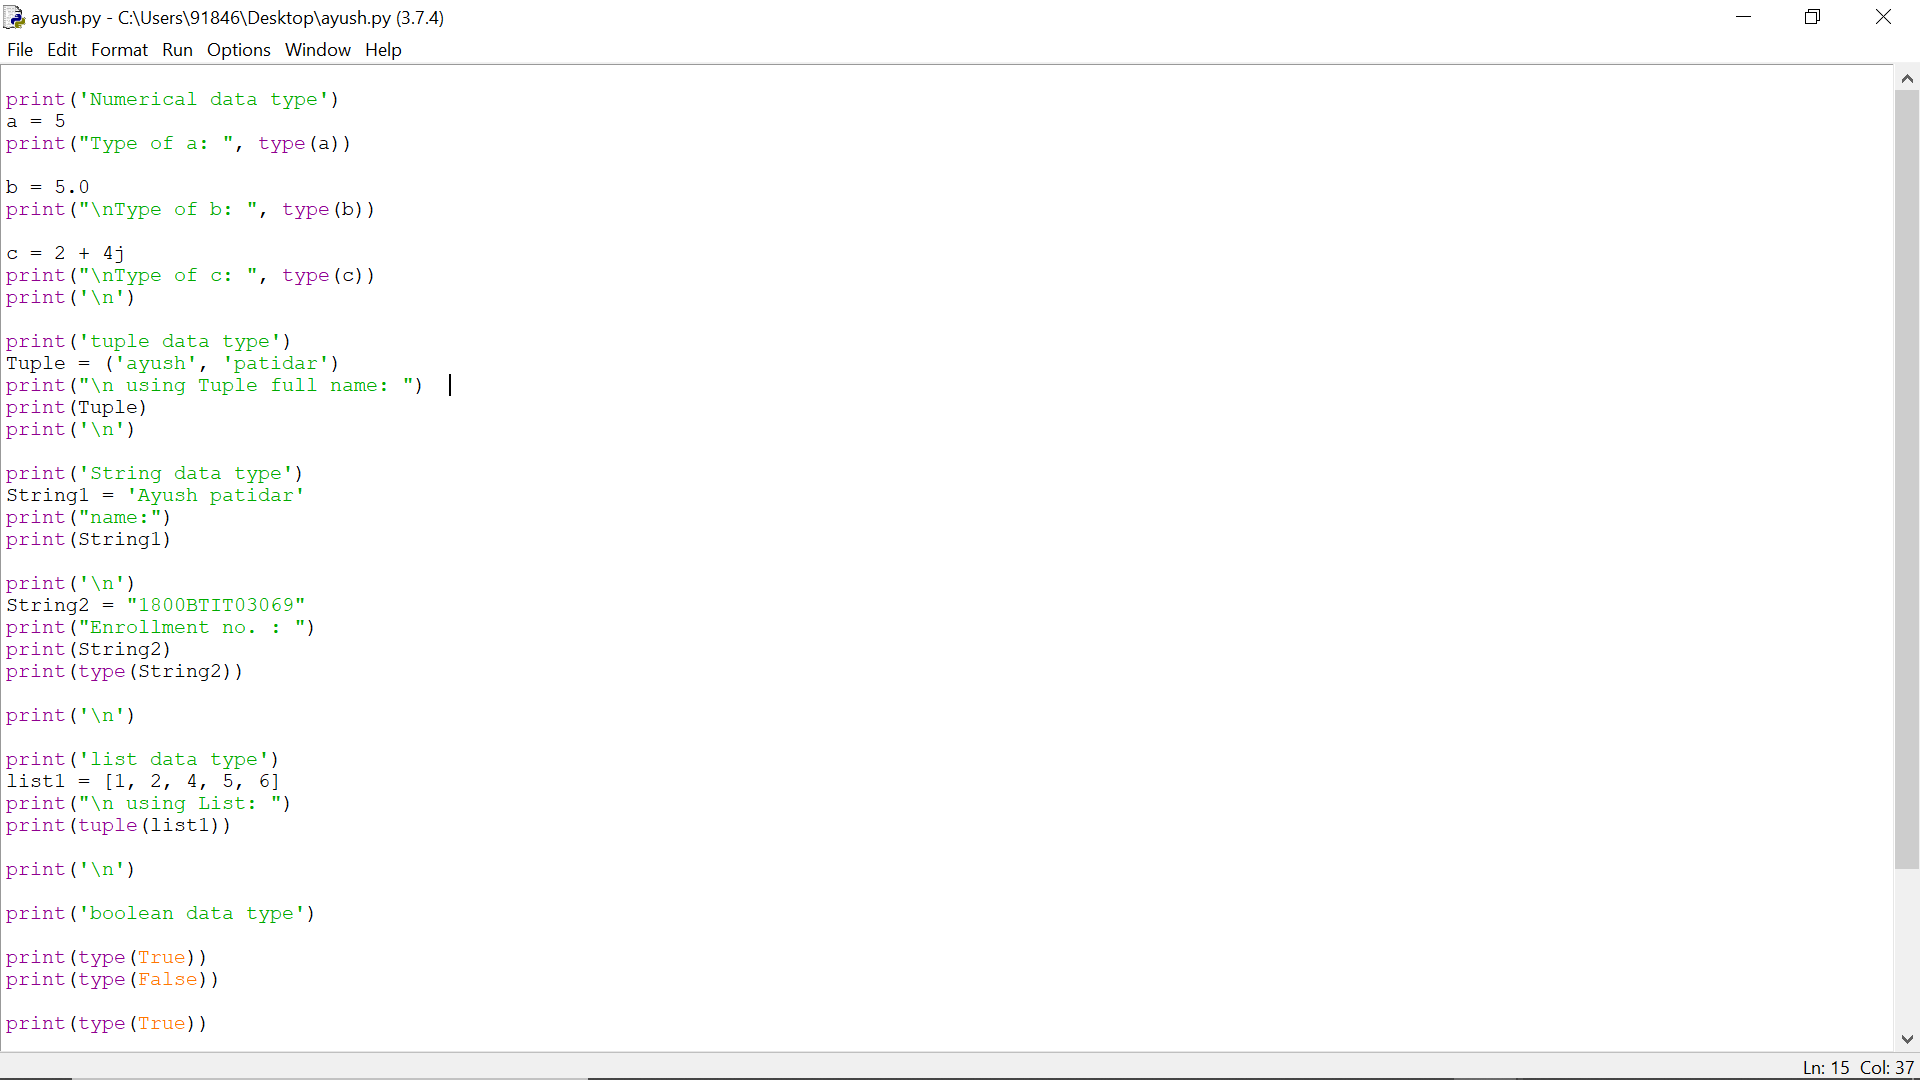 ayush.py - C:\Users\91846\Desktop\ayush.py (3.7.4)
File Edit Format Run Options Window Help
print('Numerical data type')
a = 5
print("Type of a: ", type(a))
b = 5.0
print("\nType of b: ", type(b))
c = 2 + 4j
print("\nType of c: ", type(c))
print('\n')
print('tuple data type')
Tuple = ('ayush', 'patidar')
print("\n using Tuple full name: ")
print(Tuple)
print('\n')
print('String data type')
String1 = 'Ayush patidar'
print("name:")
print(String1)
print('\n')
String2 = "1800BTIT03069"
print("Enrollment no. : ")
print(String2)
print(type(String2))
print('\n')
print('list data type')
list1 = [1, 2, 4, 5, 6]
print("\n using List: ")
print(tuple(list1))
print('\n')
print('boolean data type')
print(type(True))
print(type(False))
print(type(True))
Ln: 15 Col: 37